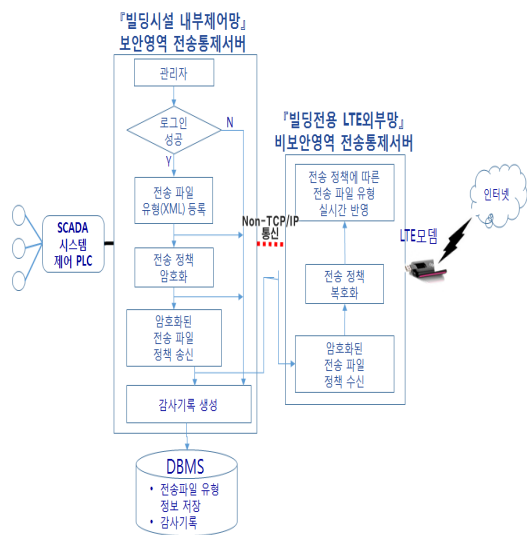 『빌딩시설 내부제어망』
보안영역 전송통제서버
관리자
로그인
성공
N
Y
전송 파일
유형(XML) 등록
전송 정책
암호화
암호화된
전송 파일
정책 송신
감사기록 생성
DBMS
• 전송파일 유형
정보 저장
• 감사기록
SCADA
시스템
제어 PLC
Non-TCP/IP
통신
『빌딩전용 LTE외부망』
비보안영역 전송통제서버
전송 정책에 따른
전송 파일 유형
실시간 반영
전송 정책
복호화
암호화된
전송 파일
정책 수신
LTE모뎀
인터넷